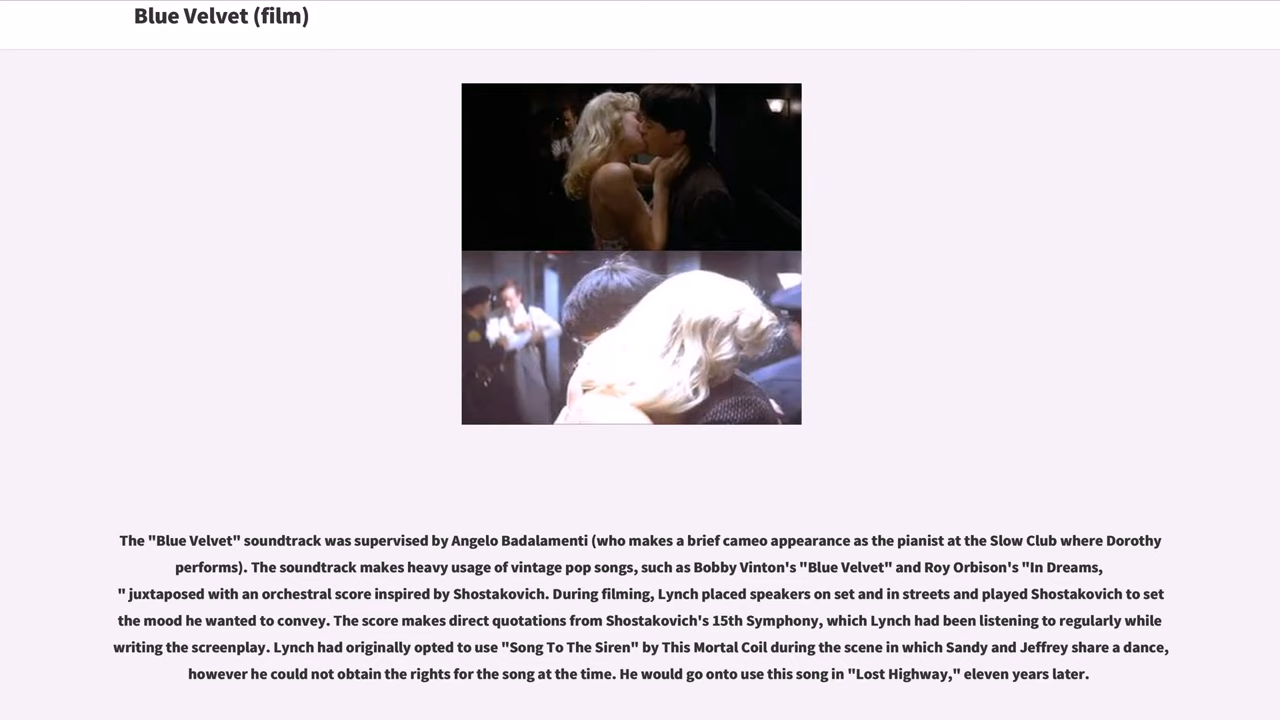 Blue Velvet (film)
The "Blue Velvet" soundtrack was supervised by Angelo Badalamenti (who makes a brief cameo appearance as the pianist at the Slow Club where Dorothy
performs). The soundtrack makes heavy usage of vintage pop songs, such as Bobby Vinton's "Blue Velvet" and Roy Orbison's "In Dreams,
" juxtaposed with an orchestral score inspired by Shostakovich. During filming, Lynch placed speakers on set and in streets and played Shostakovich to set
the mood he wanted to convey. The score makes direct quotations from Shostakovich's 15th Symphony, which Lynch had been listening to regularly while
writing the screenplay. Lynch had originally opted to use "Song To The Siren" by This Mortal Coil during the scene in which Sandy and Jeffrey share a dance,
however he could not obtain the rights for the song at the time. He would go onto use this song in "Lost Highway," eleven years later.